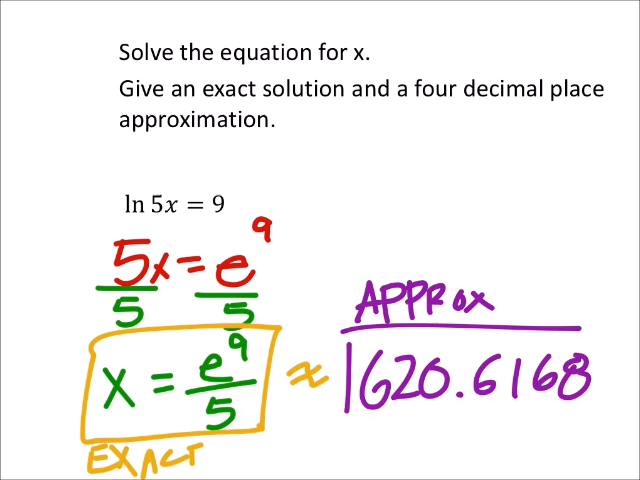 Solve the equation for x.
Give an exact solution and a four decimal place
approximation.
ln 5x = 9
5x = e^9
5 5
x = e^9/5 ≈ 1620.6168
APPROX
EXACT